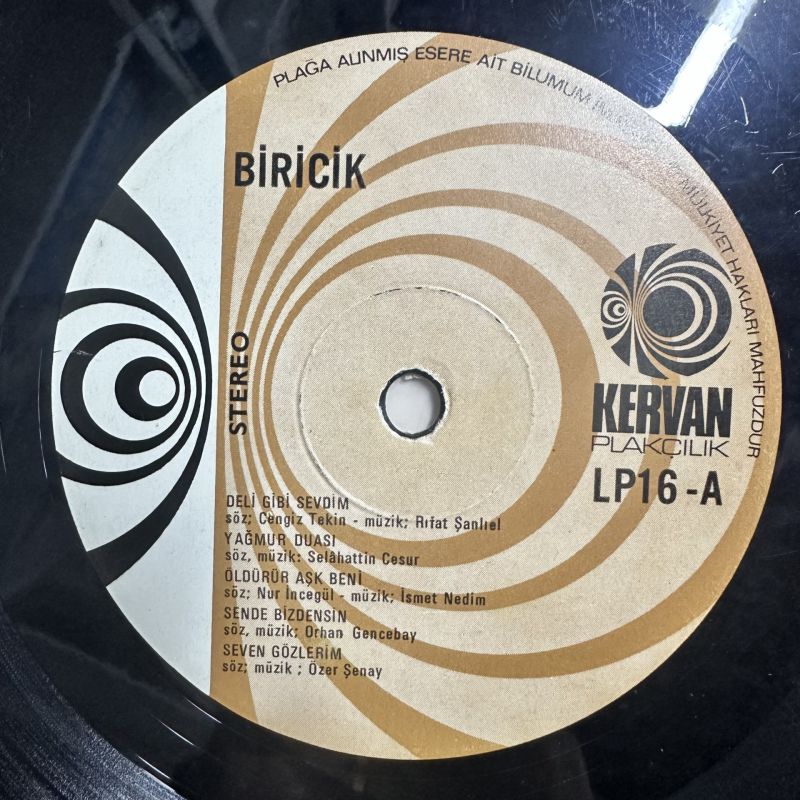 PLAĞA ALINMIŞ ESERE AİT BİLUMUM
MÜLKİYET HAKLARI MAHFUZDUR
BİRİCİK
STEREO
KERVAN
PLAKÇILIK
LP16-A
DELİ GİBİ SEVDİM
söz; Cengiz Tekin - müzik; Rıfat Şanlıel
YAĞMUR DUASI
söz, müzik: Selâhattin Cesur
ÖLDÜRÜR AŞK BENİ
söz; Nur İncegül - müzik; İsmet Nedim
SENDE BİZDENSİN
söz, müzik; Orhan Gencebay
SEVEN GÖZLERİM
söz; müzik ; Özer Şenay